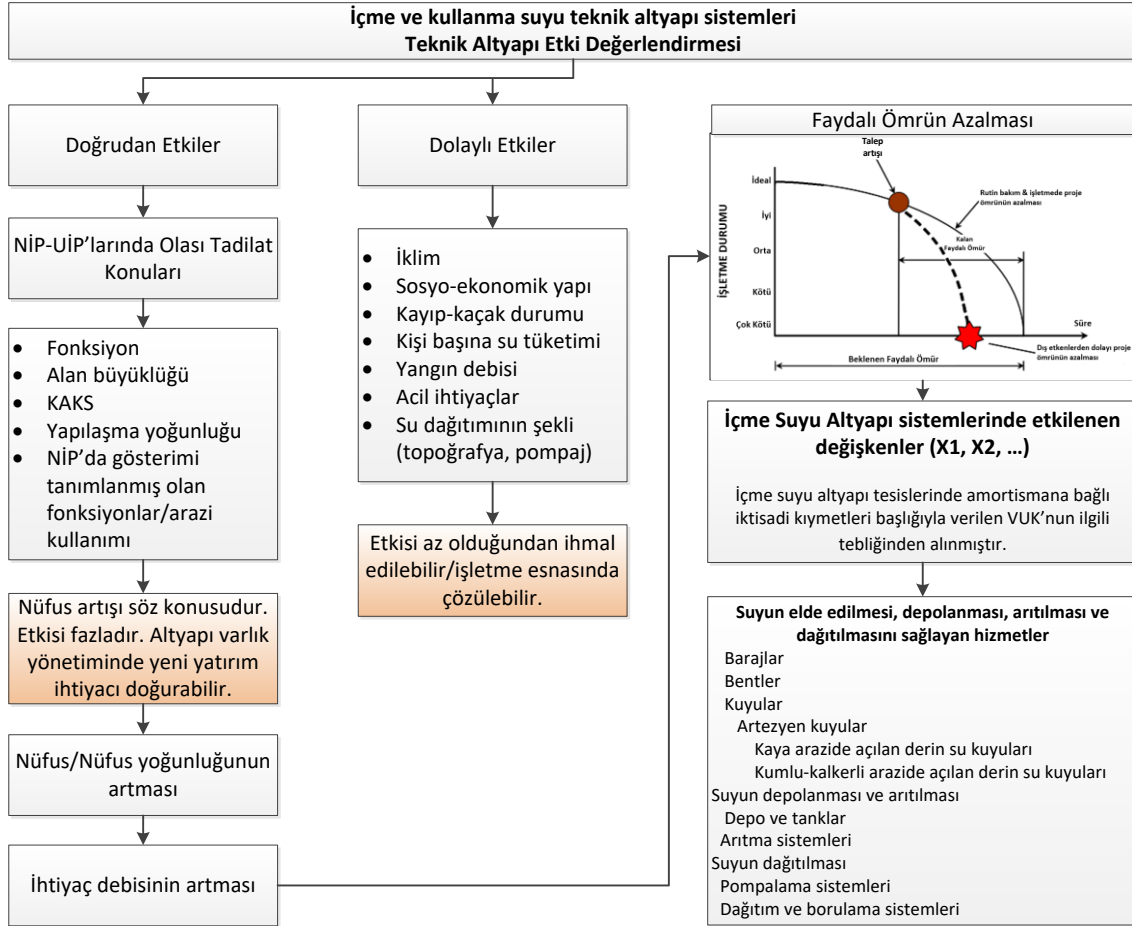 İçme ve kullanma suyu teknik altyapı sistemleri
Teknik Altyapı Etki Değerlendirmesi
Doğrudan Etkiler
NİP-UİP’larında Olası Tadilat
Konuları
• Fonksiyon
• Alan büyüklüğü
• KAKS
• Yapılaşma yoğunluğu
• NİP’da gösterimi
tanımlanmış olan
fonksiyonlar/arazi
kullanımı
Nüfus artışı söz konusudur.
Etkisi fazladır. Altyapı varlık
yönetiminde yeni yatırım
ihtiyacı doğurabilir.
Nüfus/Nüfus yoğunluğunun
artması
İhtiyaç debisinin artması
Dolaylı Etkiler
• İklim
• Sosyo-ekonomik yapı
• Kayıp-kaçak durumu
• Kişi başına su tüketimi
• Yangın debisi
• Acil ihtiyaçlar
• Su dağıtımının şekli
(topoğrafya, pompaj)
Etkisi az olduğundan ihmal
edilebilir/işletme esnasında
çözülebilir.
Faydalı Ömrün Azalması
Talep
artışı
İŞLETME DURUMU
İdeal
İyi
Orta
Kötü
Çok Kötü
Rutin bakım & işletmede proje
ömrünün azalması
Kalan
Faydalı Ömür
Süre
Dış etkenlerden dolayı proje
ömrünün azalması
Beklenen Faydalı Ömür
İçme Suyu Altyapı sistemlerinde etkilenen
değişkenler (X1, X2, …)
İçme suyu altyapı tesislerinde amortismana bağlı
iktisadi kıymetleri başlığıyla verilen VUK’nun ilgili
tebliğinden alınmıştır.
Suyun elde edilmesi, depolanması, arıtılması ve
dağıtılmasını sağlayan hizmetler
Barajlar
Bentler
Kuyular
Artezyen kuyular
Kaya arazide açılan derin su kuyuları
Kumlu-kalkerli arazide açılan derin su kuyuları
Suyun depolanması ve arıtılması
Depo ve tanklar
Arıtma sistemleri
Suyun dağıtılması
Pompalama sistemleri
Dağıtım ve borulama sistemleri